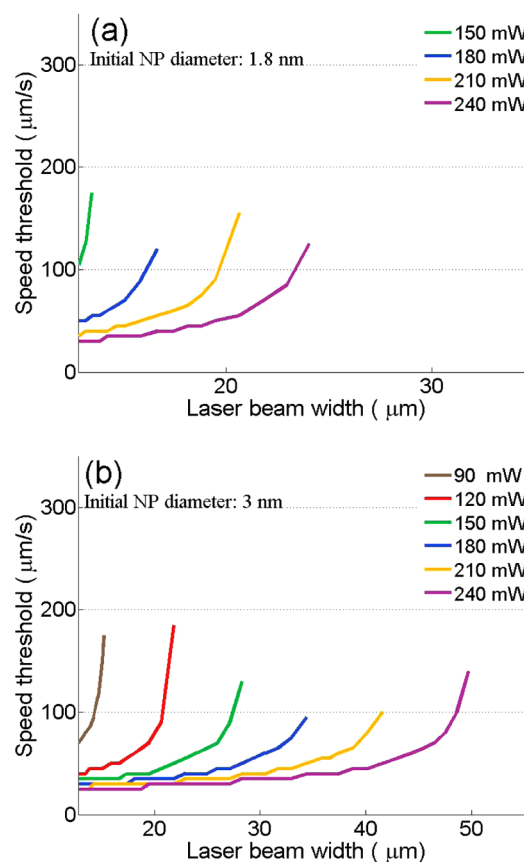 (a)
Initial NP diameter: 1.8 nm
150 mW
180 mW
210 mW
240 mW
300
200
100
0
Speed threshold ( μm/s)
20
30
Laser beam width ( μm)
(b)
Initial NP diameter: 3 nm
90 mW
120 mW
150 mW
180 mW
210 mW
240 mW
300
200
100
0
Speed threshold ( μm/s)
20
30
40
50
Laser beam width ( μm)